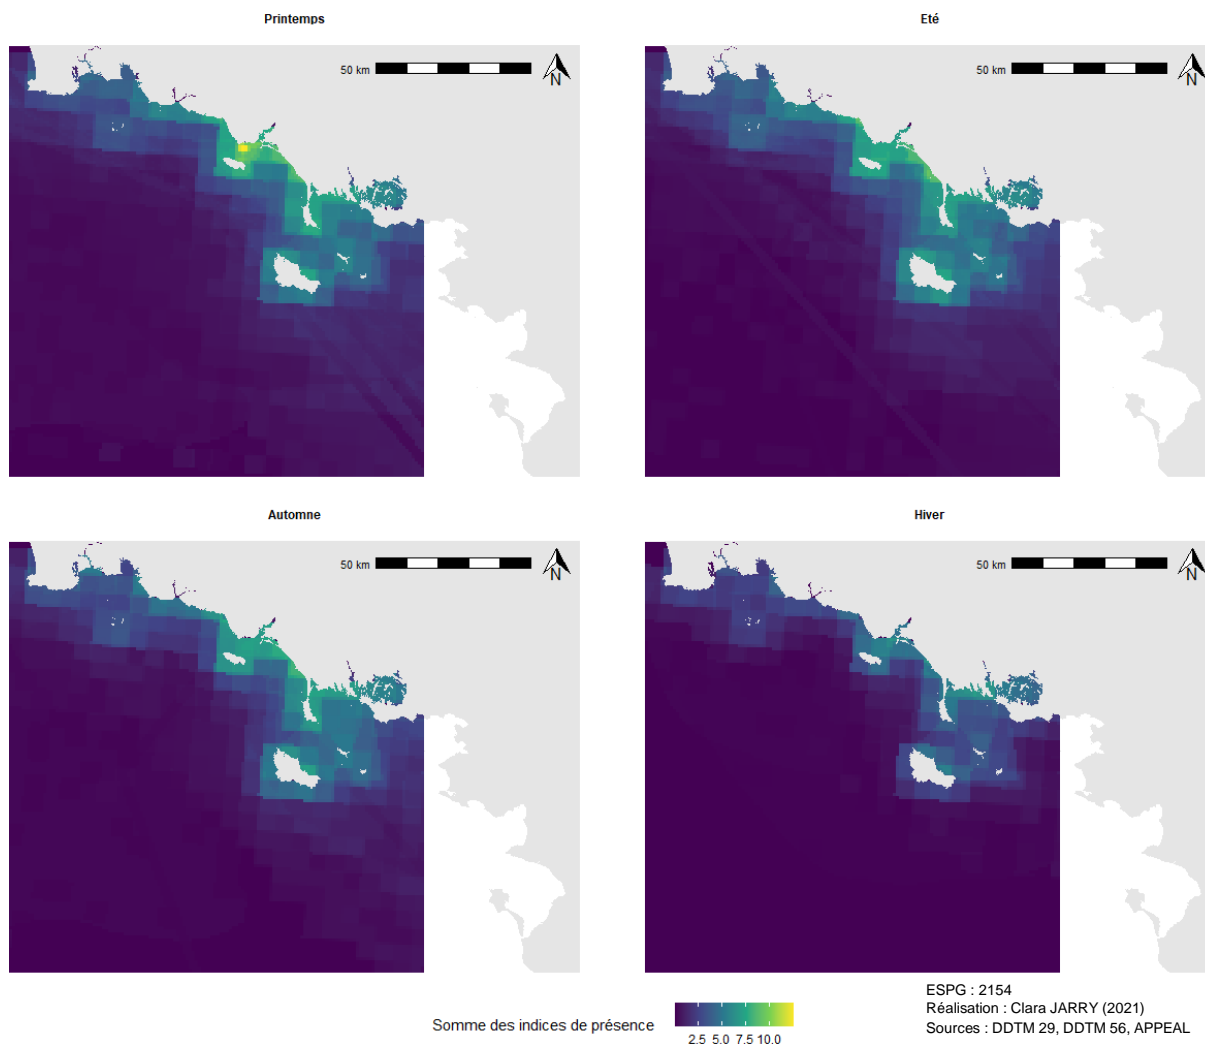 Printemps
Eté
50 km
N
50 km
N
Automne
Hiver
50 km
N
50 km
N
Somme des indices de présence
2.5 5.0 7.5 10.0
ESPG : 2154
Réalisation : Clara JARRY (2021)
Sources : DDTM 29, DDTM 56, APPEAL